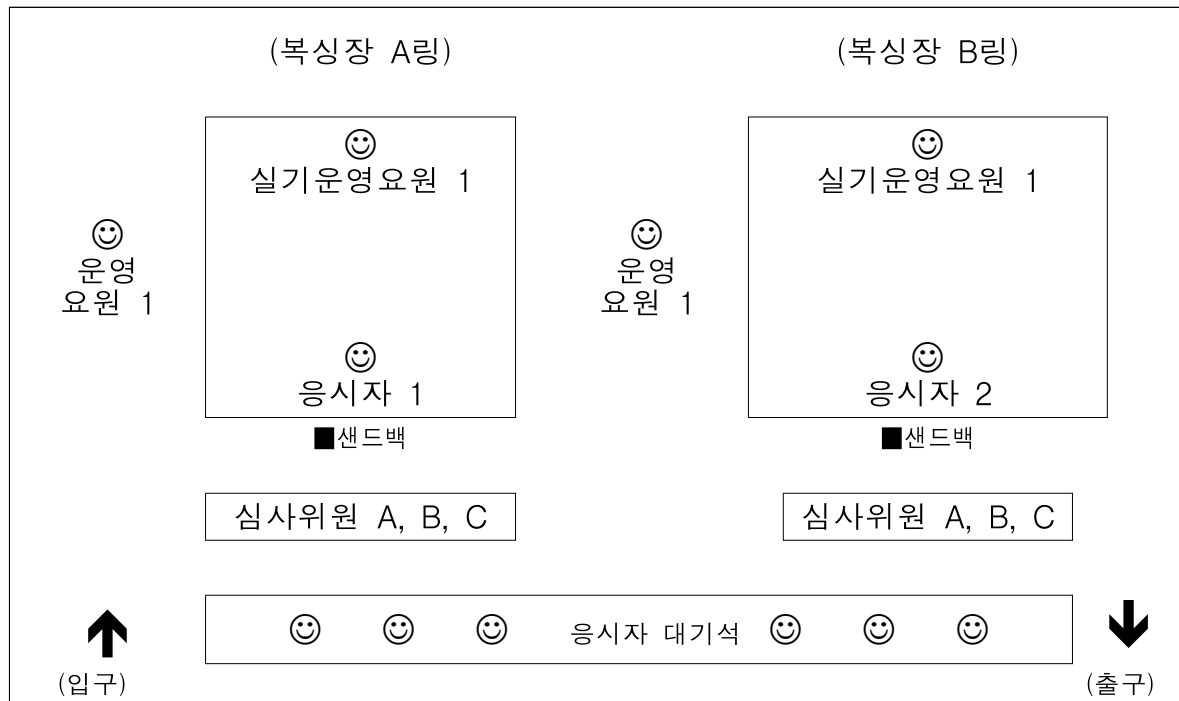 (복싱장 A링)
(복싱장 B링)
실기운영요원 1
실기운영요원 1
운영
요원 1
운영
요원 1
응시자 1
응시자 2
■샌드백
■샌드백
심사위원 A, B, C
심사위원 A, B, C
응시자 대기석
(입구)
(출구)